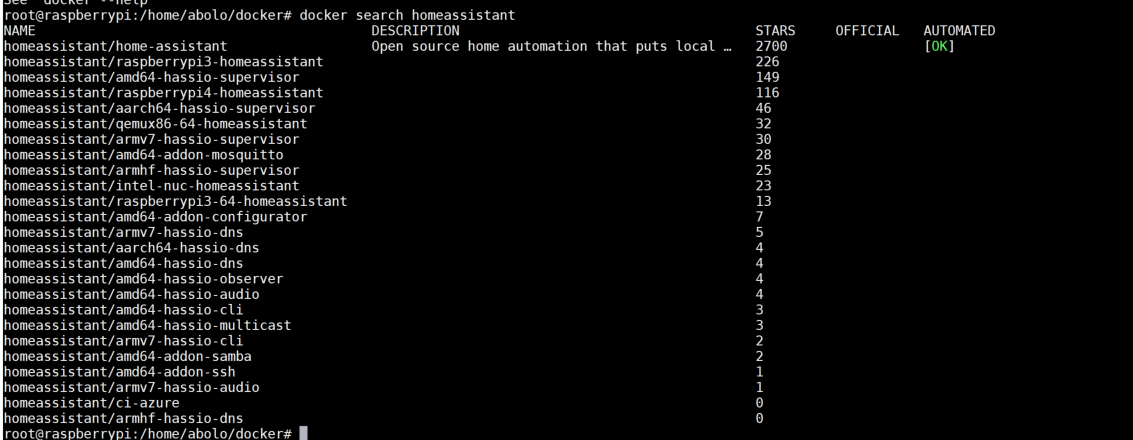 See 'docker --help'
root@raspberrypi:/home/abolo/docker# docker search homeassistant
NAME DESCRIPTION STARS OFFICIAL AUTOMATED
homeassistant/home-assistant Open source home automation that puts local … 2700 [OK]
homeassistant/raspberrypi3-homeassistant 226
homeassistant/amd64-hassio-supervisor 149
homeassistant/raspberrypi4-homeassistant 116
homeassistant/aarch64-hassio-supervisor 46
homeassistant/qemux86-64-homeassistant 32
homeassistant/armv7-hassio-supervisor 30
homeassistant/amd64-addon-mosquitto 28
homeassistant/armhf-hassio-supervisor 25
homeassistant/intel-nuc-homeassistant 23
homeassistant/raspberrypi3-64-homeassistant 13
homeassistant/amd64-addon-configurator 7
homeassistant/armv7-hassio-dns 5
homeassistant/aarch64-hassio-dns 4
homeassistant/amd64-hassio-dns 4
homeassistant/amd64-hassio-observer 4
homeassistant/amd64-hassio-audio 4
homeassistant/amd64-hassio-cli 3
homeassistant/amd64-hassio-multicast 3
homeassistant/armv7-hassio-cli 2
homeassistant/amd64-addon-samba 2
homeassistant/amd64-addon-ssh 1
homeassistant/armv7-hassio-audio 1
homeassistant/ci-azure 0
homeassistant/armhf-hassio-dns 0
root@raspberrypi:/home/abolo/docker#